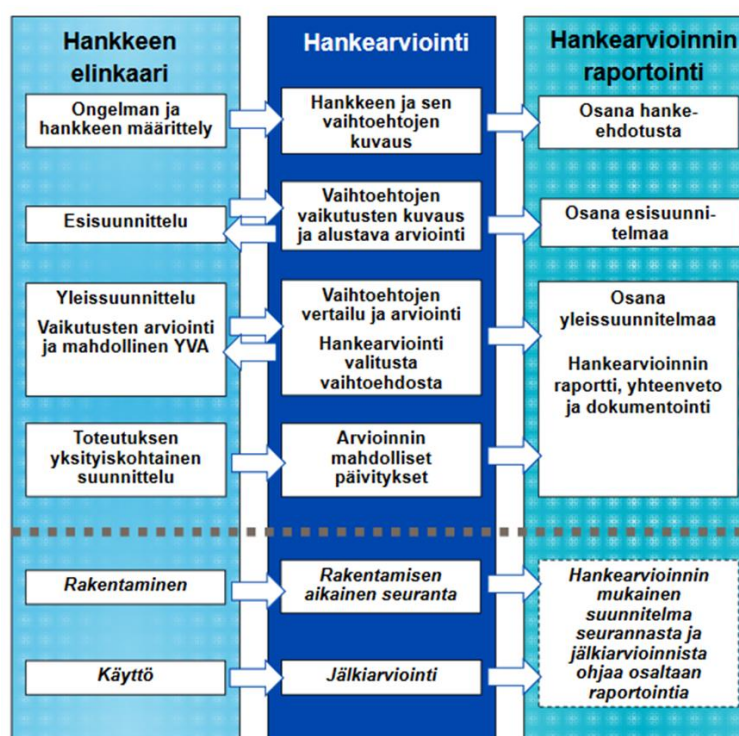 Hankkeen
elinkaari
Hankearviointi
Hankearvioinnin
raportointi
Ongelman ja
hankkeen määrittely
Hankkeen ja sen
vaihtoehtojen
kuvaus
Osana hanke-
ehdotusta
Esisuunnittelu
Vaihtoehtojen
vaikutusten kuvaus
ja alustava arviointi
Osana esisuunni-
telmaa
Yleissuunnittelu
Vaikutusten arviointi
ja mahdollinen YVA
Vaihtoehtojen
vertailu ja arviointi
Hankearviointi
valitusta
vaihtoehdosta
Osana
yleissuunnitelmaa
Hankearvioinnin
raportti, yhteenveto
ja dokumentointi
Toteutuksen
yksityiskohtainen
suunnittelu
Arvioinnin
mahdolliset
päivitykset
Rakentaminen
Rakentamisen
aikainen seuranta
Hankearvioinnin
mukainen
suunnitelma
seurannasta ja
jälkiarvioinnista
ohjaa osaltaan
raportointia
Käyttö
Jälkiarviointi